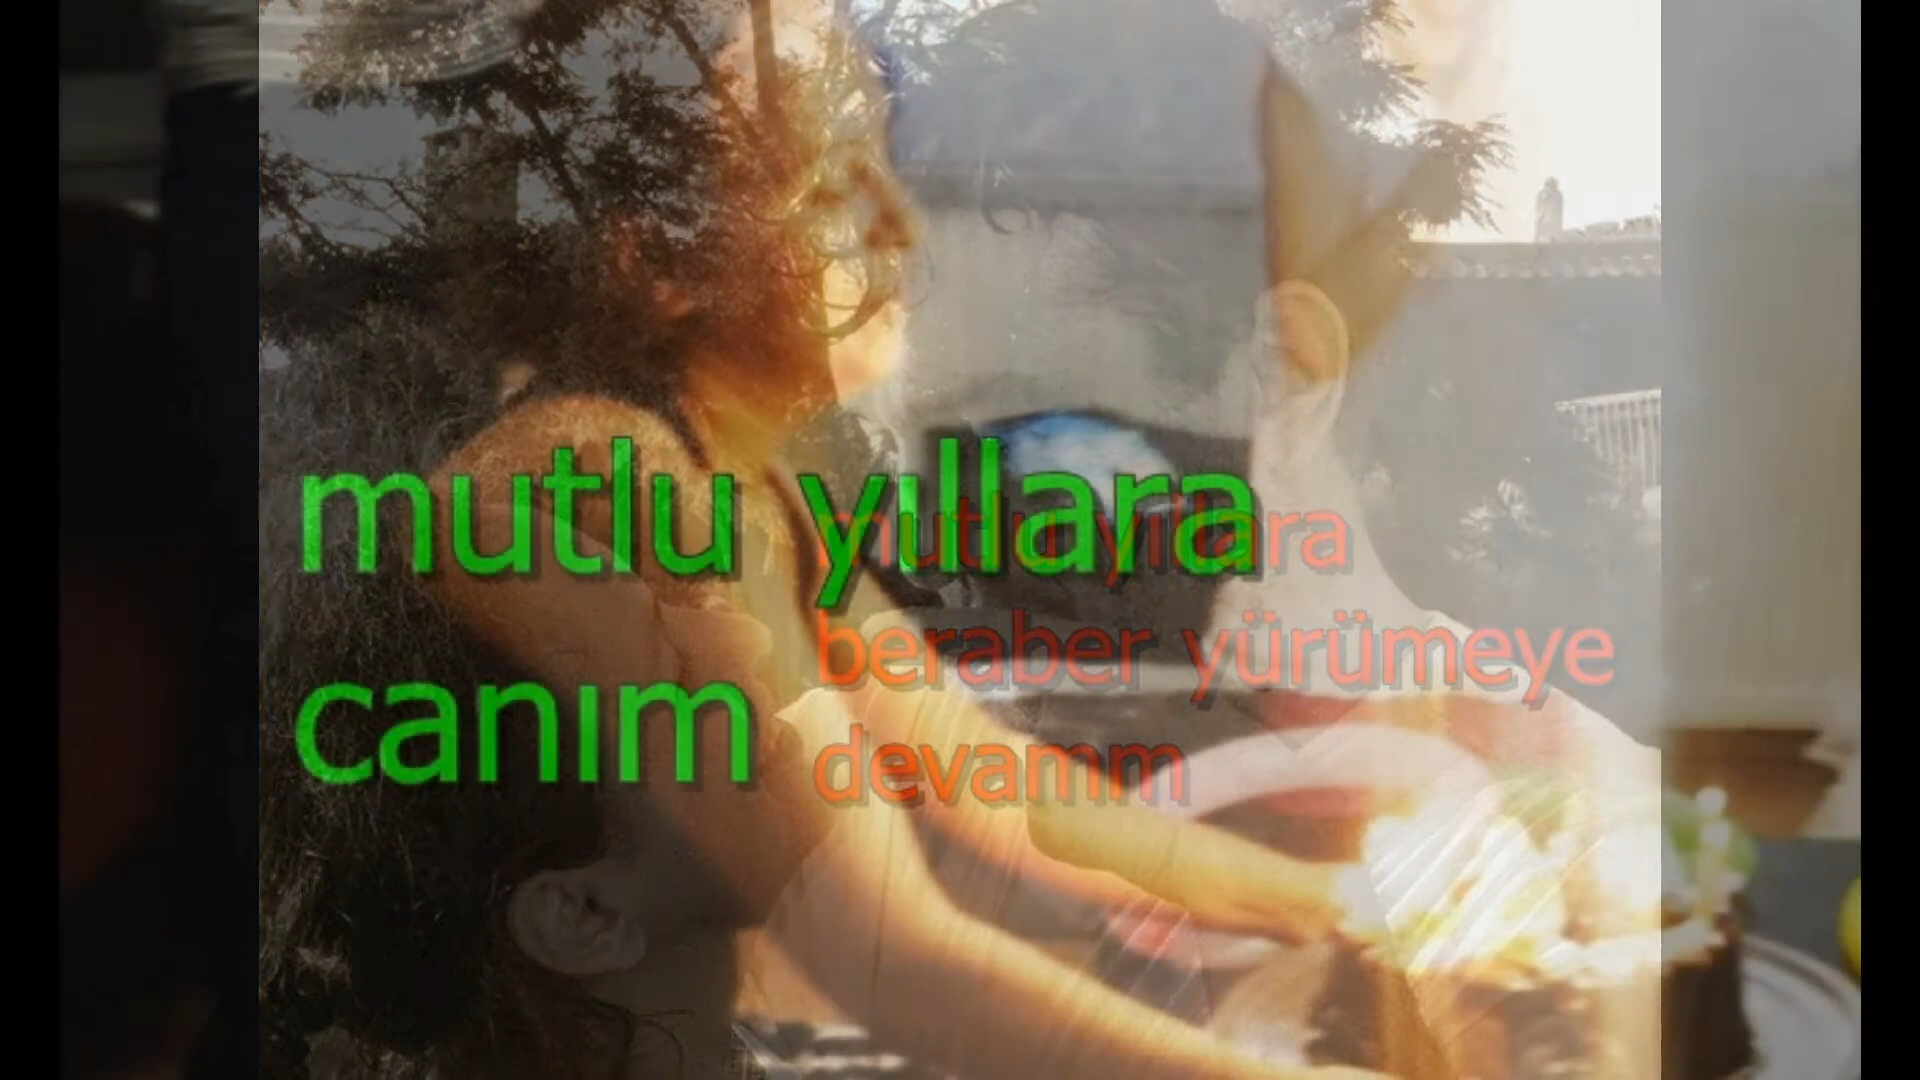 mutlu yıllara
canım
mutlu yıllara
beraber yürümeye
devamm